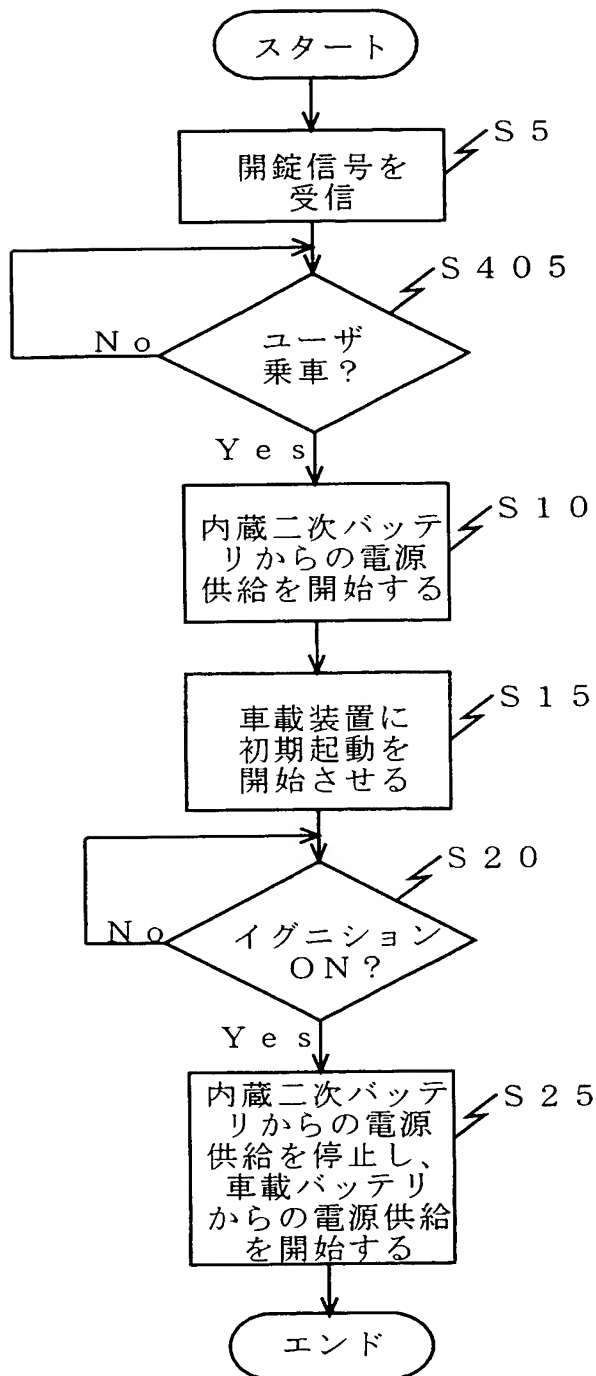 スタート
S5
開錠信号を
受信
S405
ユーザ
乗車?
No
Yes
S10
内蔵二次バッテ
リからの電源
供給を開始する
S15
車載装置に
初期起動を
開始させる
S20
イグニション
ON?
No
Yes
S25
内蔵二次バッテ
リからの電源
供給を停止し、
車載バッテリ
からの電源供給
を開始する
エンド